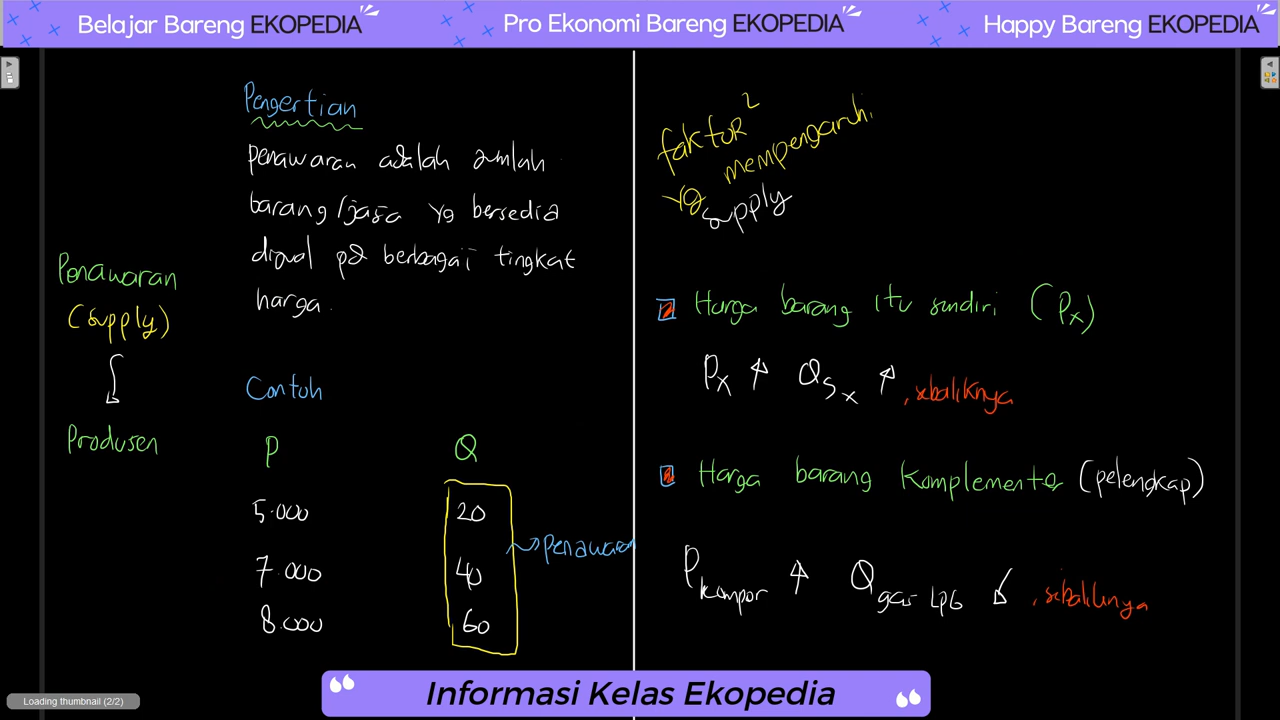 Belajar Bareng EKOPEDIA
Pro Ekonomi Bareng EKOPEDIA
Happy Bareng EKOPEDIA
Penawaran
(Supply)
Produsen
Pengertian
penawaran adalah jumlah
barang/jasa yg bersedia
dijual pd berbagai tingkat
harga.
Contoh
P Q
5.000 20
7.000 40
8.000 60
Penawaran
faktor²
yg mempengaruhi
supply
Harga barang itu sendiri (Px)
Px ↑ QSx ↑ , sebaliknya
Harga barang Komplementer (pelengkap)
P kompor ↑ Q gas LPG ↓ , sebaliknya
Loading thumbnail (2/2)
Informasi Kelas Ekopedia